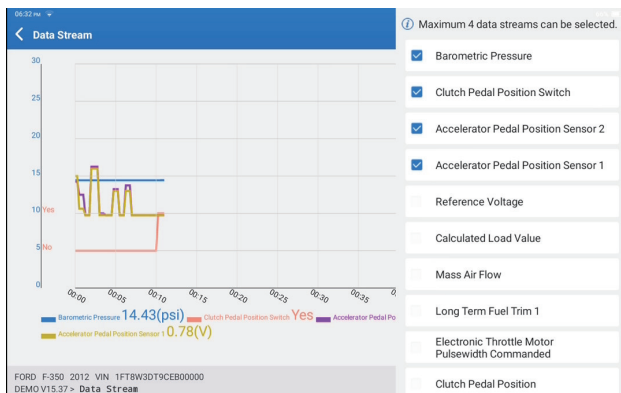 06:32 PM
Data Stream
30
25
20
15
10 Yes
5 No
0
00:00 00:05 00:10 00:15 00:20 00:25 00:30 00:35 0
Barometric Pressure 14.43(psi) Clutch Pedal Position Switch Yes Accelerator Pedal Po
Accelerator Pedal Position Sensor 1 0.78(V)
FORD F-350 2012 VIN 1FT8W3DT9CEB00000
DEMO V15.37 > Data Stream
Maximum 4 data streams can be selected.
Barometric Pressure
Clutch Pedal Position Switch
Accelerator Pedal Position Sensor 2
Accelerator Pedal Position Sensor 1
Reference Voltage
Calculated Load Value
Mass Air Flow
Long Term Fuel Trim 1
Electronic Throttle Motor
Pulsewidth Commanded
Clutch Pedal Position